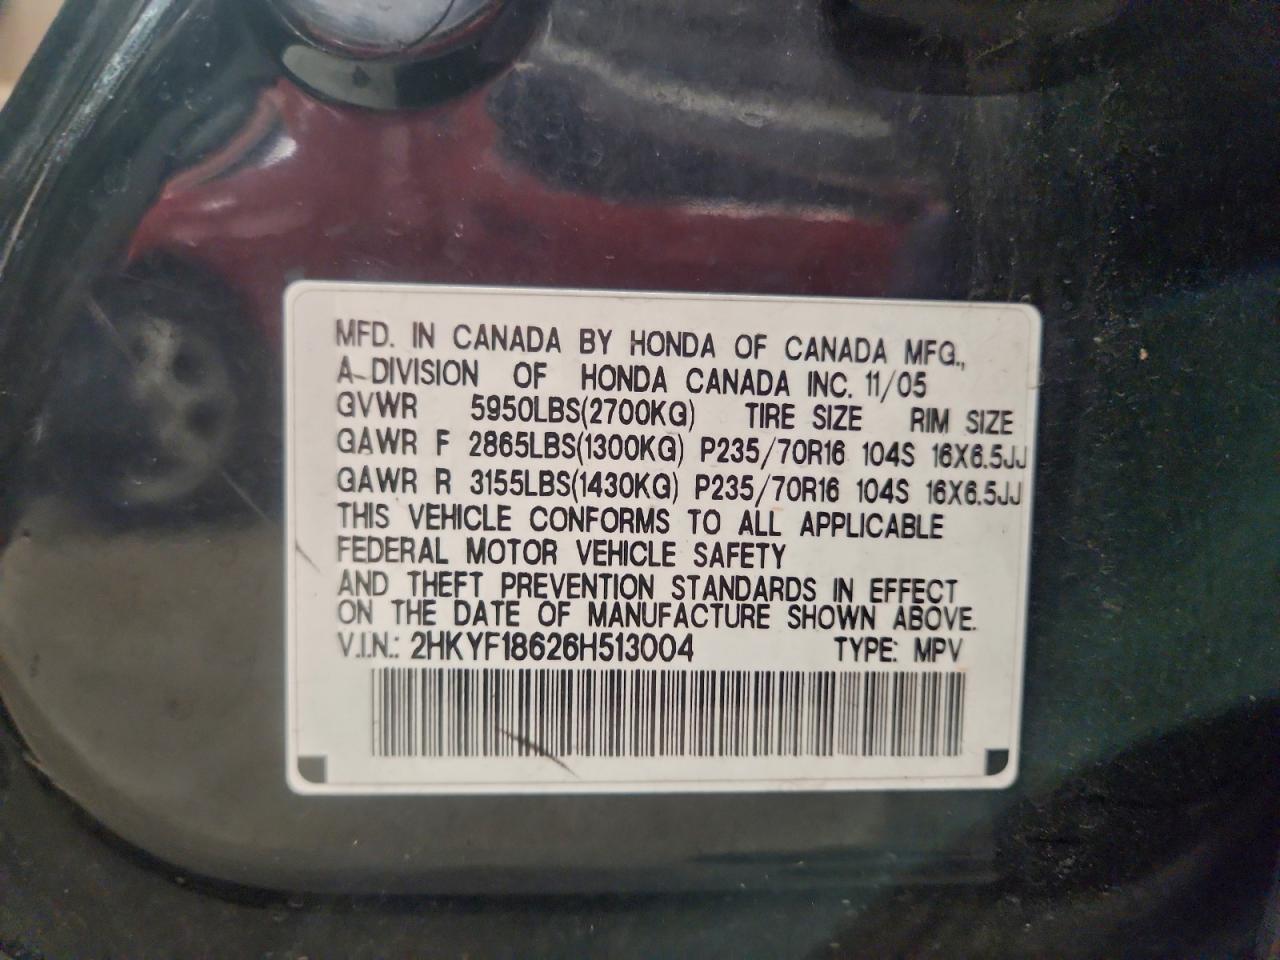 MFD. IN CANADA BY HONDA OF CANADA MFG.,
A DIVISION OF HONDA CANADA INC. 11/05
GVWR 5950LBS(2700KG) TIRE SIZE RIM SIZE
GAWR F 2865LBS(1300KG) P235/70R16 104S 16X6.5JJ
GAWR R 3155LBS(1430KG) P235/70R16 104S 16X6.5JJ
THIS VEHICLE CONFORMS TO ALL APPLICABLE
FEDERAL MOTOR VEHICLE SAFETY
AND THEFT PREVENTION STANDARDS IN EFFECT
ON THE DATE OF MANUFACTURE SHOWN ABOVE.
V.I.N.: 2HKYF18626H513004 TYPE: MPV